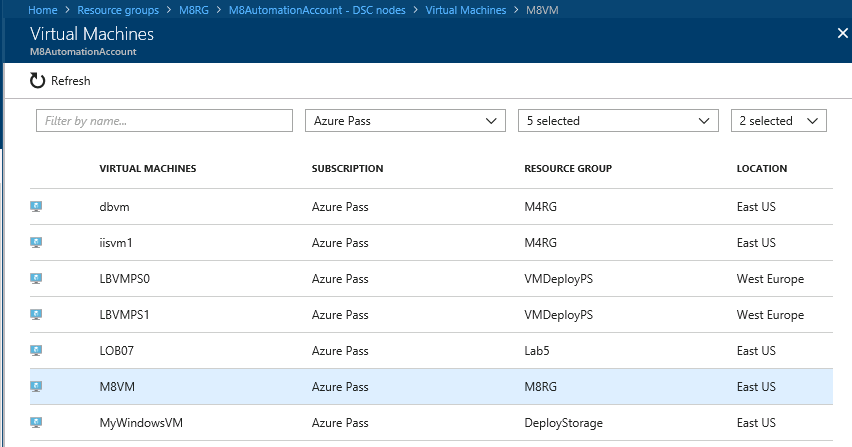 Home > Resource groups > M8RG > M8AutomationAccount - DSC nodes > Virtual Machines > M8VM
Virtual Machines
M8AutomationAccount
Refresh
Filter by name... Azure Pass 5 selected 2 selected
VIRTUAL MACHINES SUBSCRIPTION RESOURCE GROUP LOCATION
dbvm Azure Pass M4RG East US
iisvm1 Azure Pass M4RG East US
LBVMPS0 Azure Pass VMDeployPS West Europe
LBVMPS1 Azure Pass VMDeployPS West Europe
LOB07 Azure Pass Lab5 East US
M8VM Azure Pass M8RG East US
MyWindowsVM Azure Pass DeployStorage East US